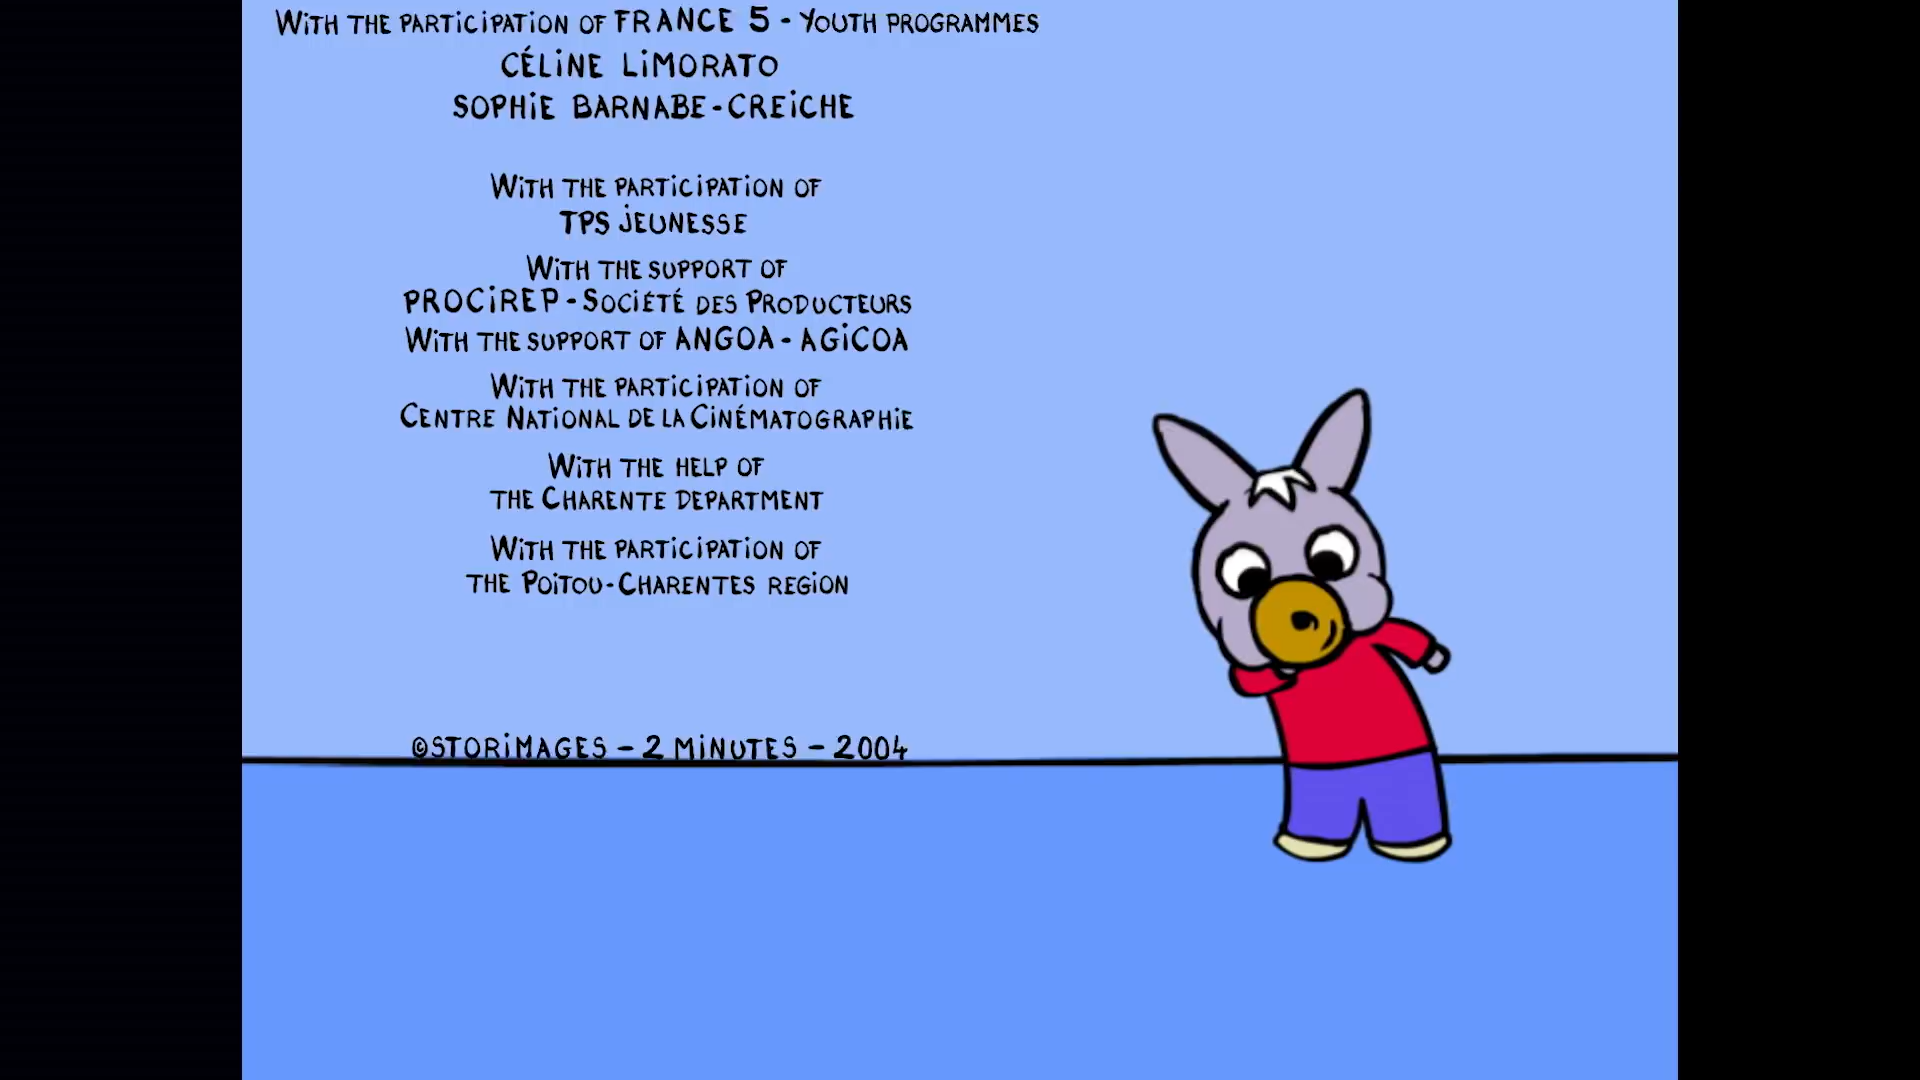 WiTH THE PARTiCiPATiON OF FRANCE 5 - YOUTH PROGRAMMES
CÉLiNE LiMORATO
SOPHiE BARNABE-CREiCHE
WiTH THE PARTiCiPATiON OF
TPS jEUNESSE
WiTH THE SUPPORT OF
PROCiREP - SOCiÉTÉ DES PRODUCTEURS
WiTH THE SUPPORT OF ANGOA - AGiCOA
WiTH THE PARTiCiPATiON OF
CENTRE NATiONAL DE LA CiNÉMATOGRAPHiE
WiTH THE HELP OF
THE CHARENTE DEPARTMENT
WiTH THE PARTiCiPATiON OF
THE POiTOU-CHARENTES REGiON
©STORiMAGES - 2 MiNUTES - 2004